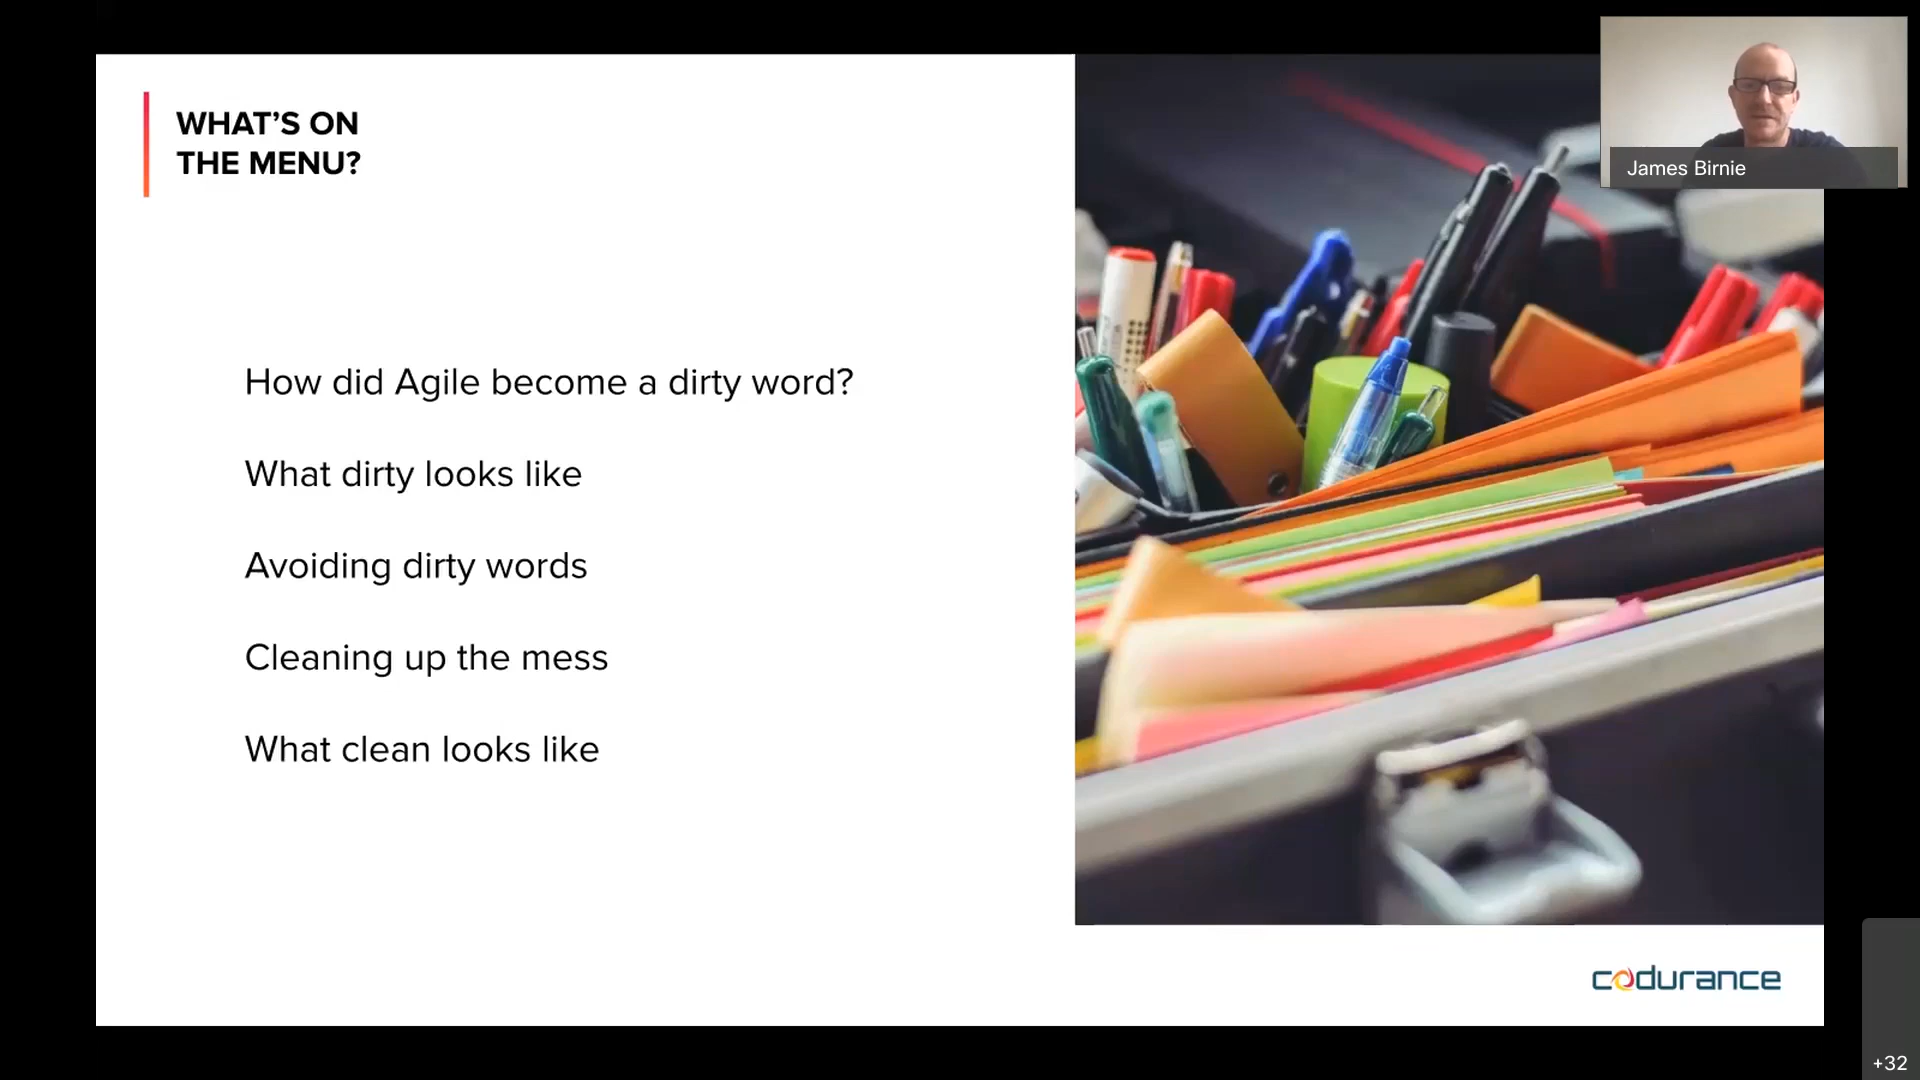 WHAT’S ON
THE MENU?
How did Agile become a dirty word?
What dirty looks like
Avoiding dirty words
Cleaning up the mess
What clean looks like
James Birnie
codurance
+32